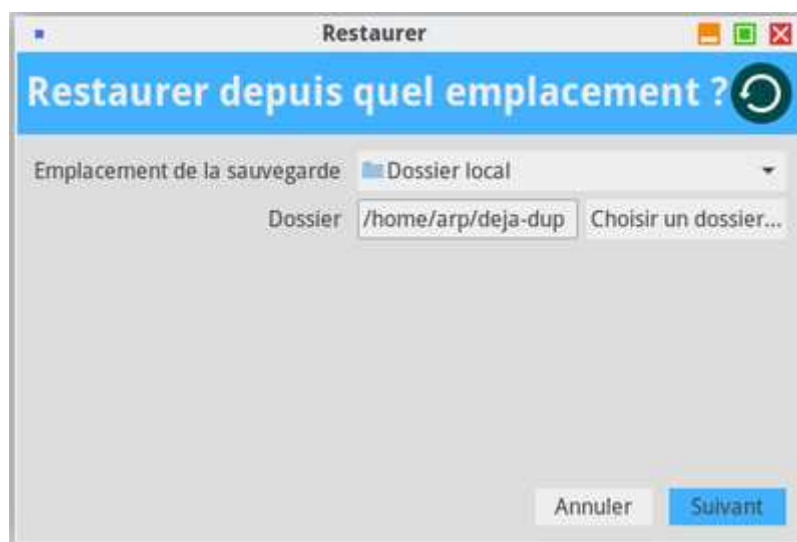 Restaurer
Restaurer depuis quel emplacement ?
Emplacement de la sauvegarde Dossier local
Dossier /home/arp/deja-dup Choisir un dossier...
Annuler Suivant